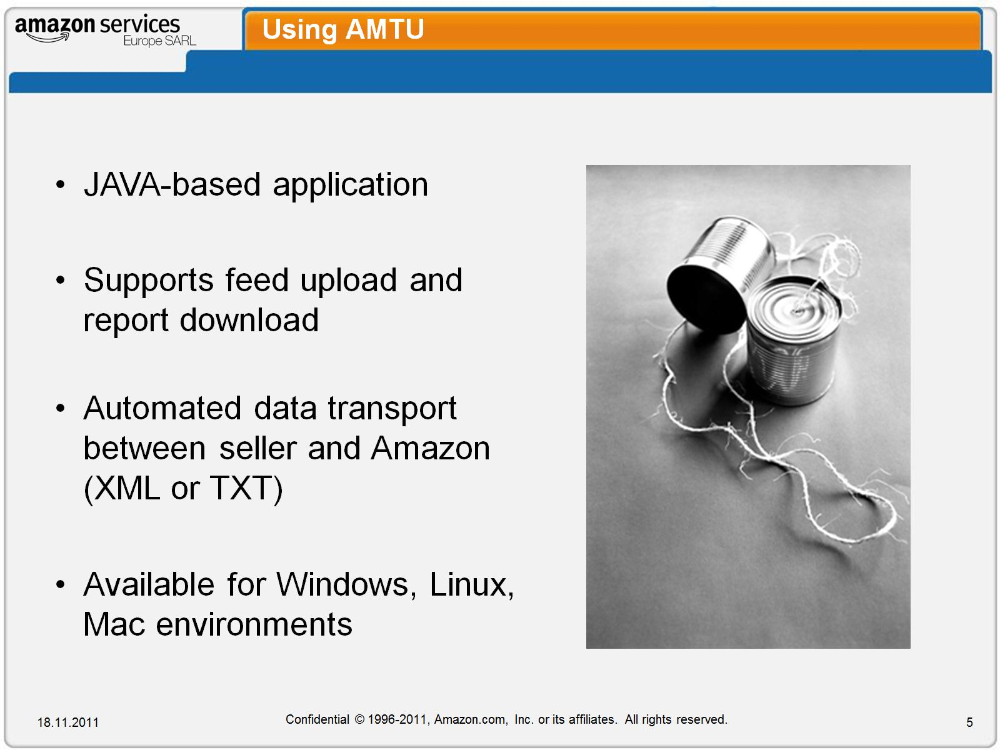 amazon services
Europe SARL
Using AMTU
• JAVA-based application
• Supports feed upload and
report download
• Automated data transport
between seller and Amazon
(XML or TXT)
• Available for Windows, Linux,
Mac environments
18.11.2011
Confidential © 1996-2011, Amazon.com, Inc. or its affiliates. All rights reserved.
5